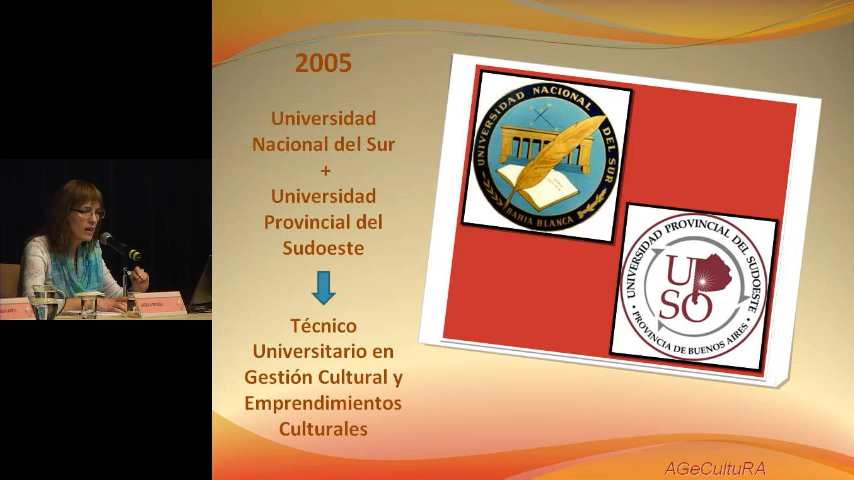 2005
Universidad
Nacional del Sur
+
Universidad
Provincial del
Sudoeste
Técnico
Universitario en
Gestión Cultural y
Emprendimientos
Culturales
UNIVERSIDAD NACIONAL DEL SUR
BAHIA BLANCA
UNIVERSIDAD PROVINCIAL DEL SUDOESTE
UPSO
• PROVINCIA DE BUENOS AIRES •
AGeCultuRA